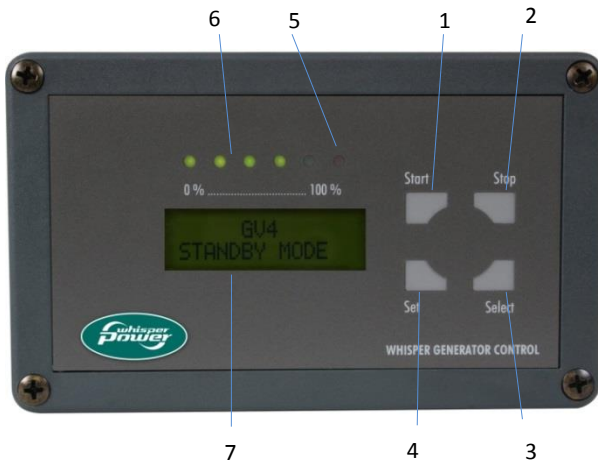 6 5 1 2
Start Stop
0 % 100 %
GV4
STANDBY MODE
Set Select
whisper
Power
WHISPER GENERATOR CONTROL
7 4 3